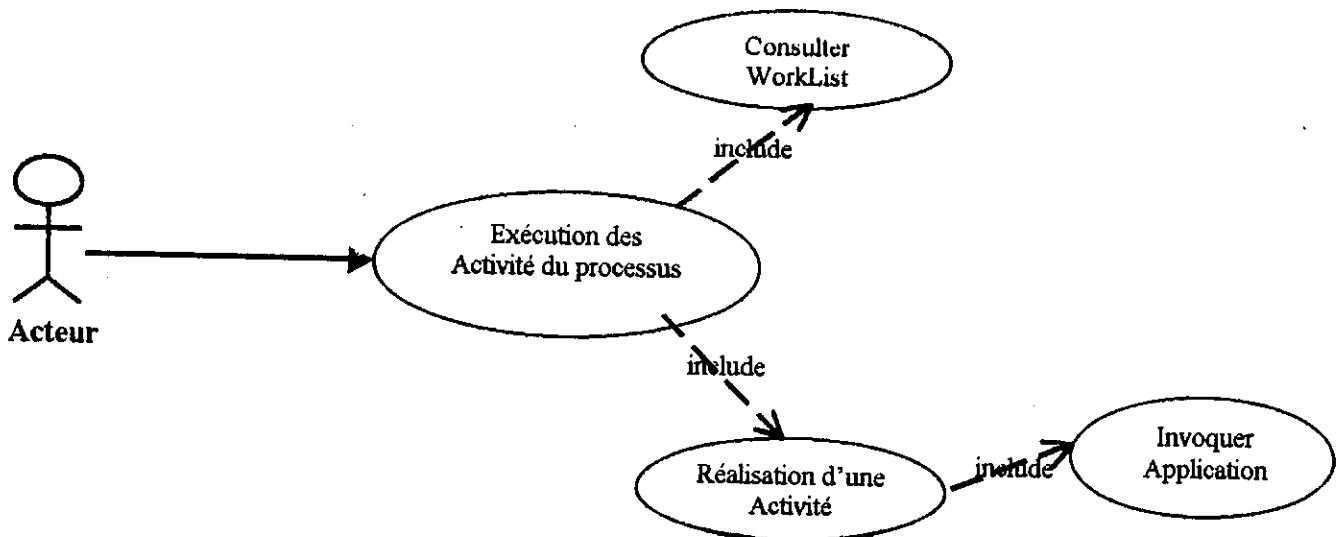 Consulter
WorkList
include
Exécution des
Activité du processus
Acteur
include
Réalisation d'une
Activité
include
Invoquer
Application